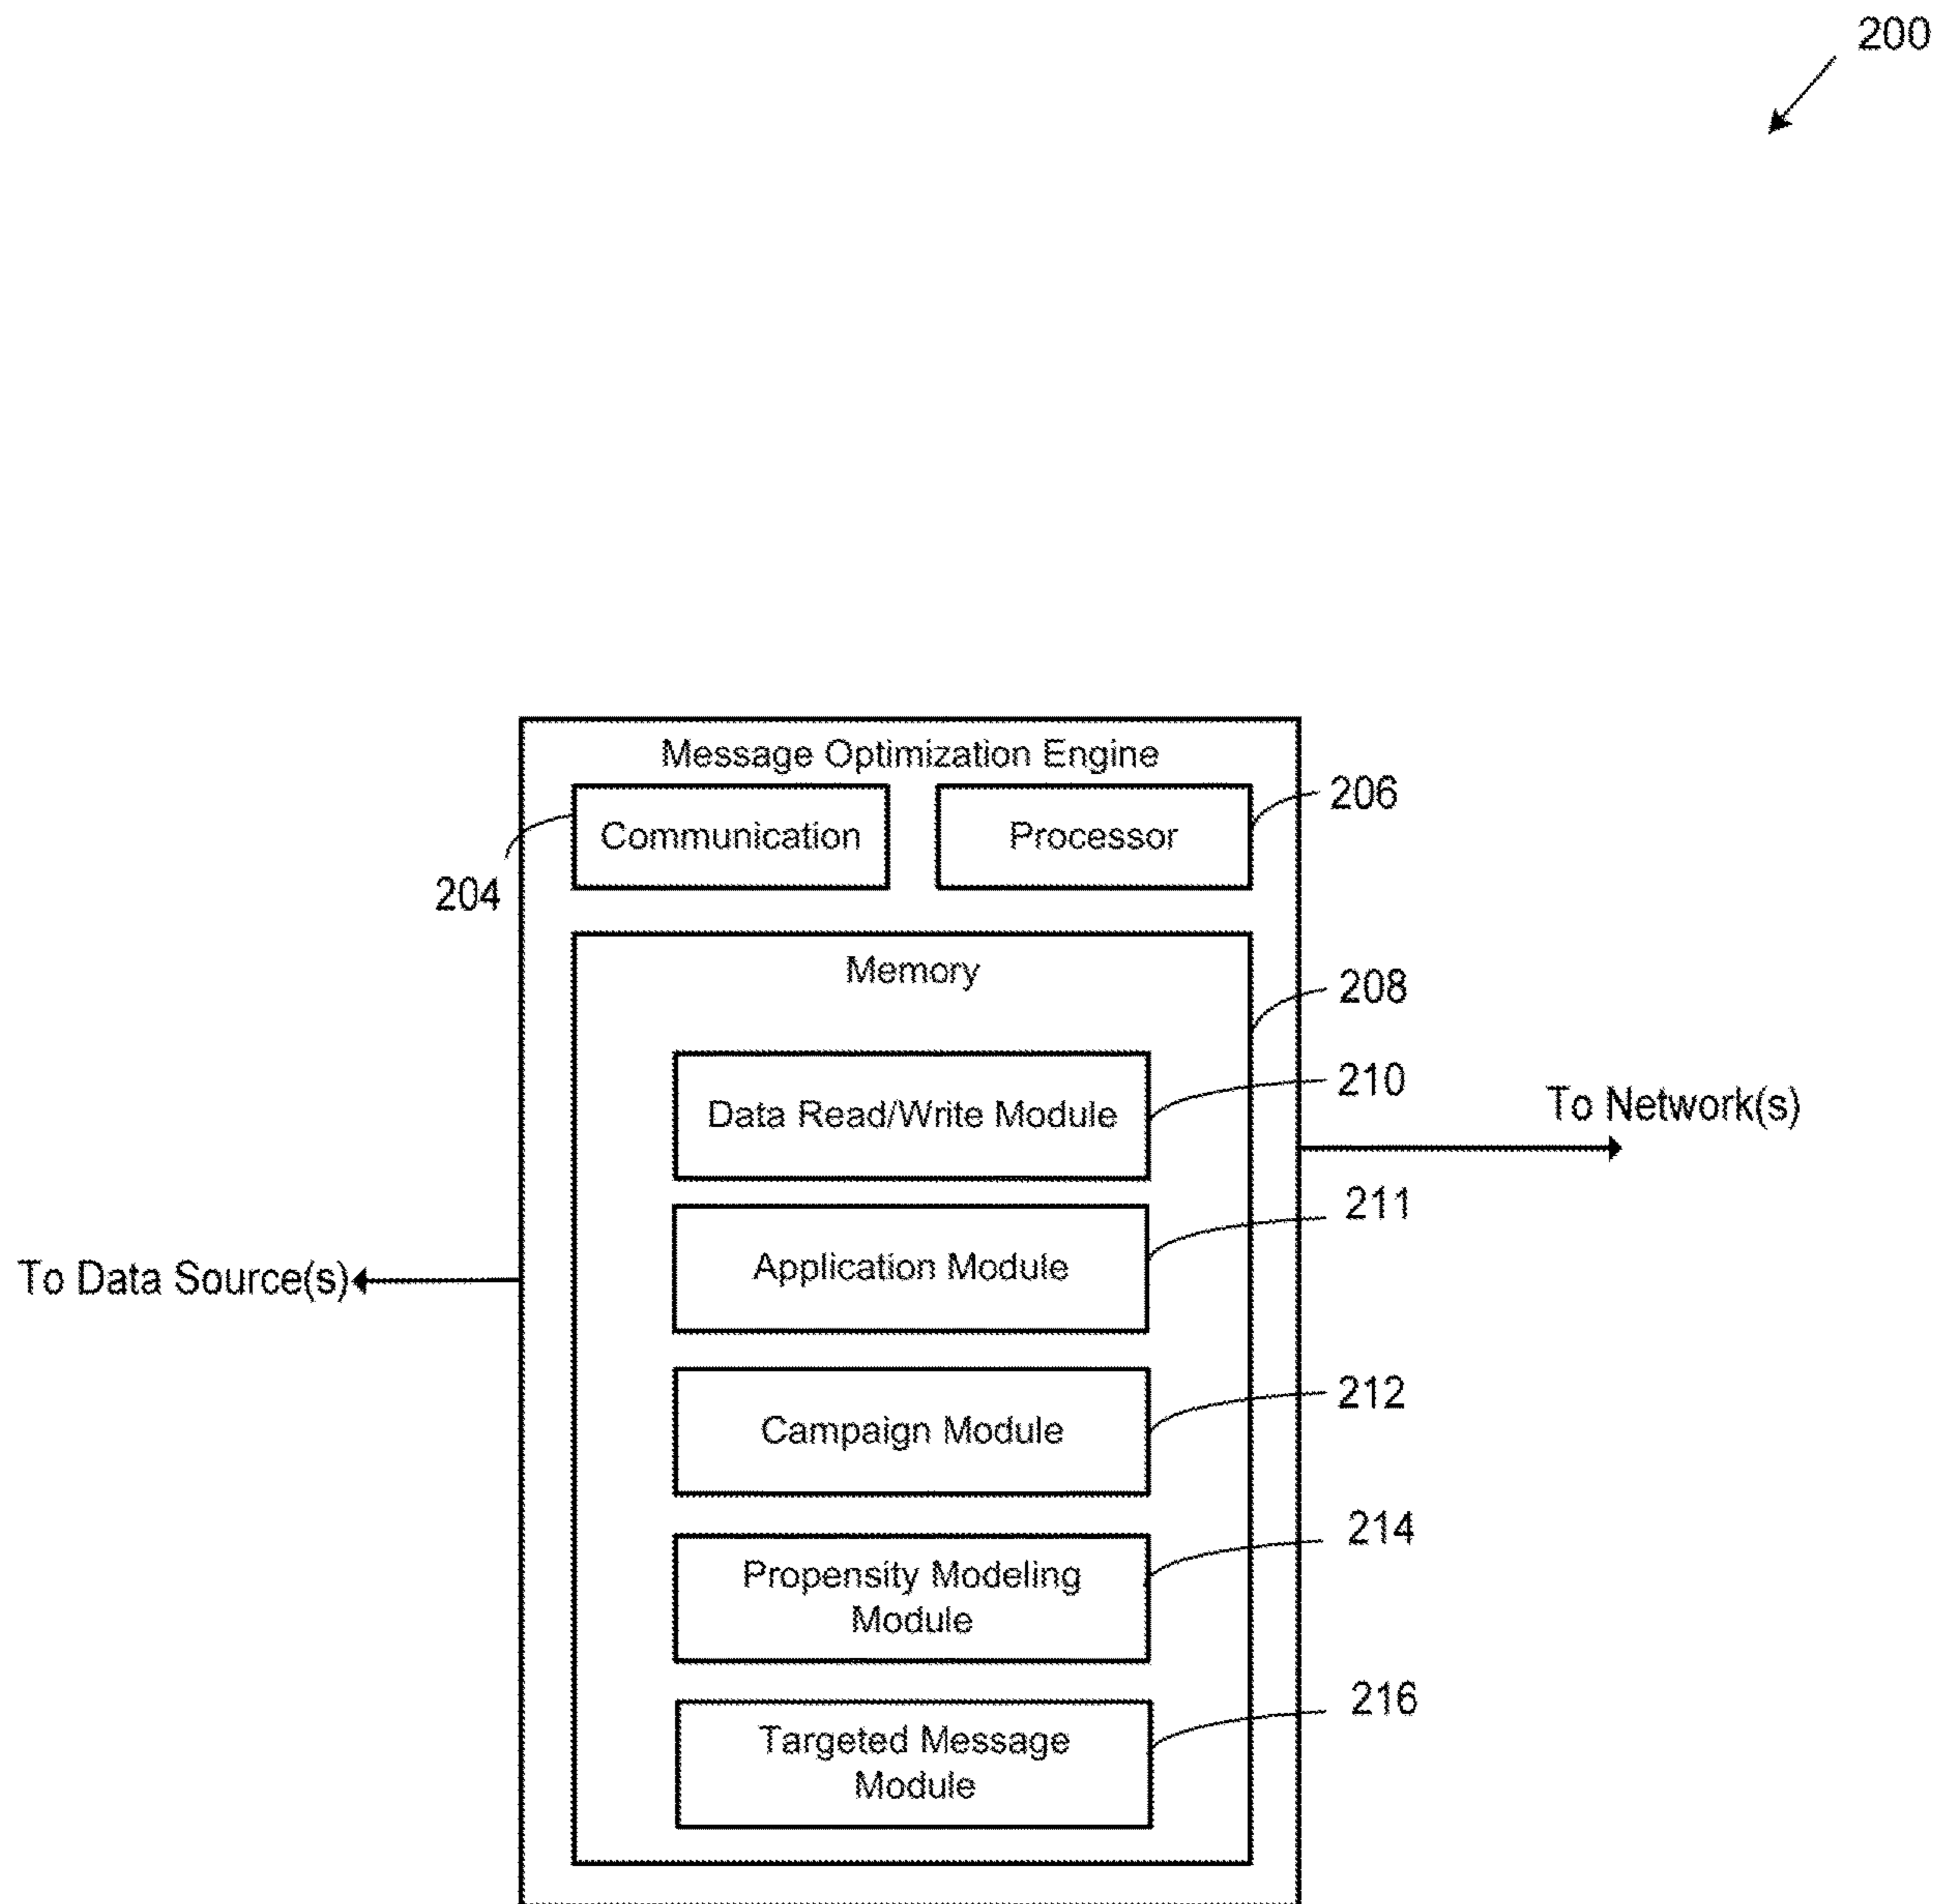 200
Message Optimization Engine
Communication
Processor
206
204
Memory
208
Data Read/Write Module
210
To Network(s)
211
Application Module
To Data Source(s)
Campaign Module
212
Propensity Modeling
Module
214
Targeted Message
Module
216